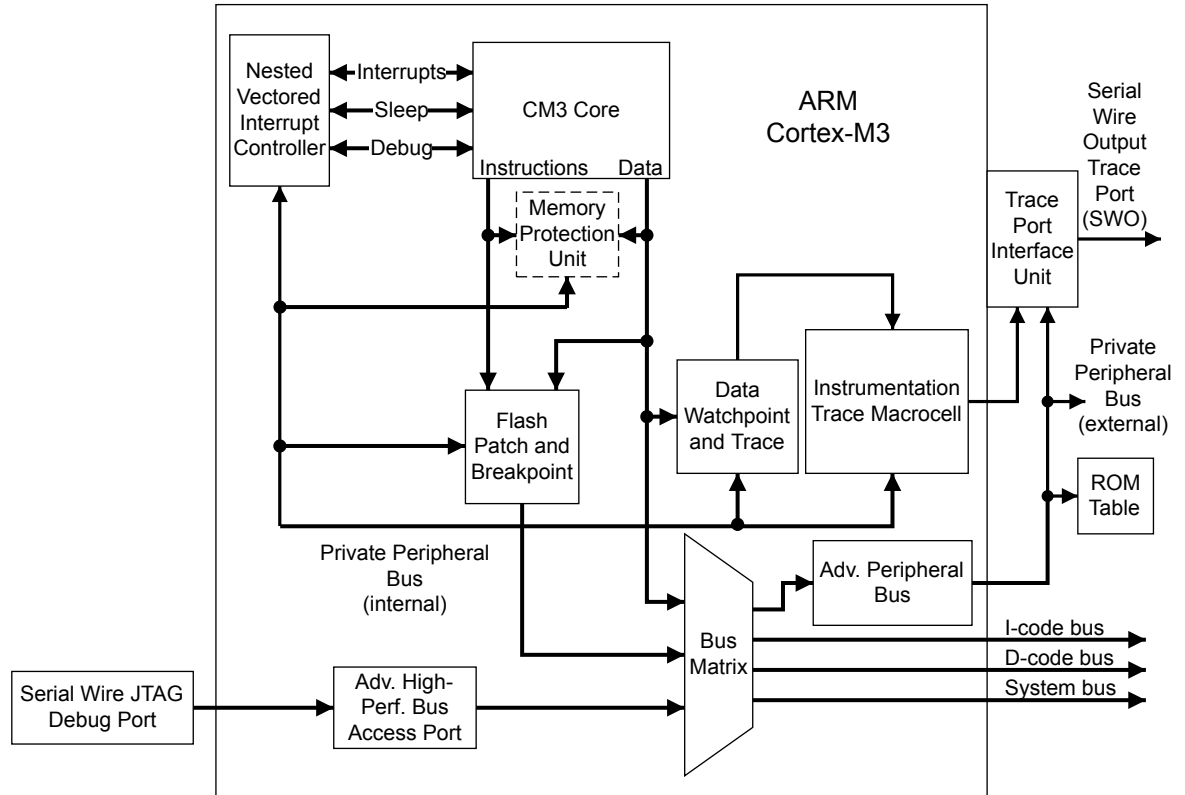 Nested
Vectored
Interrupt
Controller
Interrupts
Sleep
Debug
CM3 Core
Instructions
Data
ARM
Cortex-M3
Memory
Protection
Unit
Serial
Wire
Output
Trace
Port
(SWO)
Trace
Port
Interface
Unit
Flash
Patch and
Breakpoint
Data
Watchpoint
and Trace
Instrumentation
Trace Macrocell
Private
Peripheral
Bus
(external)
ROM
Table
Private Peripheral
Bus
(internal)
Adv. Peripheral
Bus
Bus
Matrix
I-code bus
D-code bus
System bus
Serial Wire JTAG
Debug Port
Adv. High-
Perf. Bus
Access Port